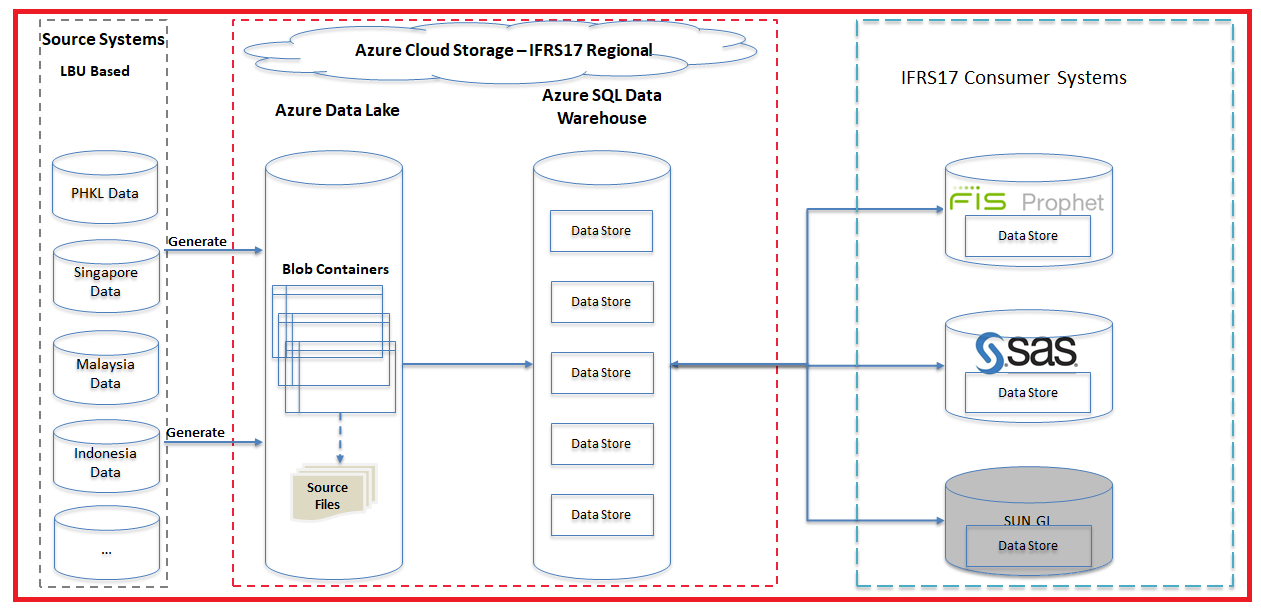 Source Systems
LBU Based
PHKL Data
Singapore
Data
Malaysia
Data
Indonesia
Data
...
Generate
Generate
Azure Cloud Storage – IFRS17 Regional
Azure Data Lake
Blob Containers
Source
Files
Azure SQL Data
Warehouse
Data Store
Data Store
Data Store
Data Store
Data Store
IFRS17 Consumer Systems
FIS Prophet
Data Store
sas
Data Store
SUN GL
Data Store